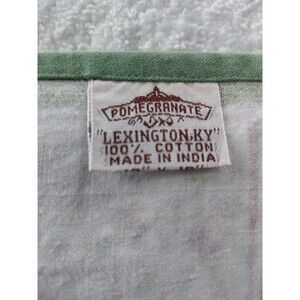 POMEGRANATE
"LEXINGTON, KY"
100% COTTON
MADE IN INDIA